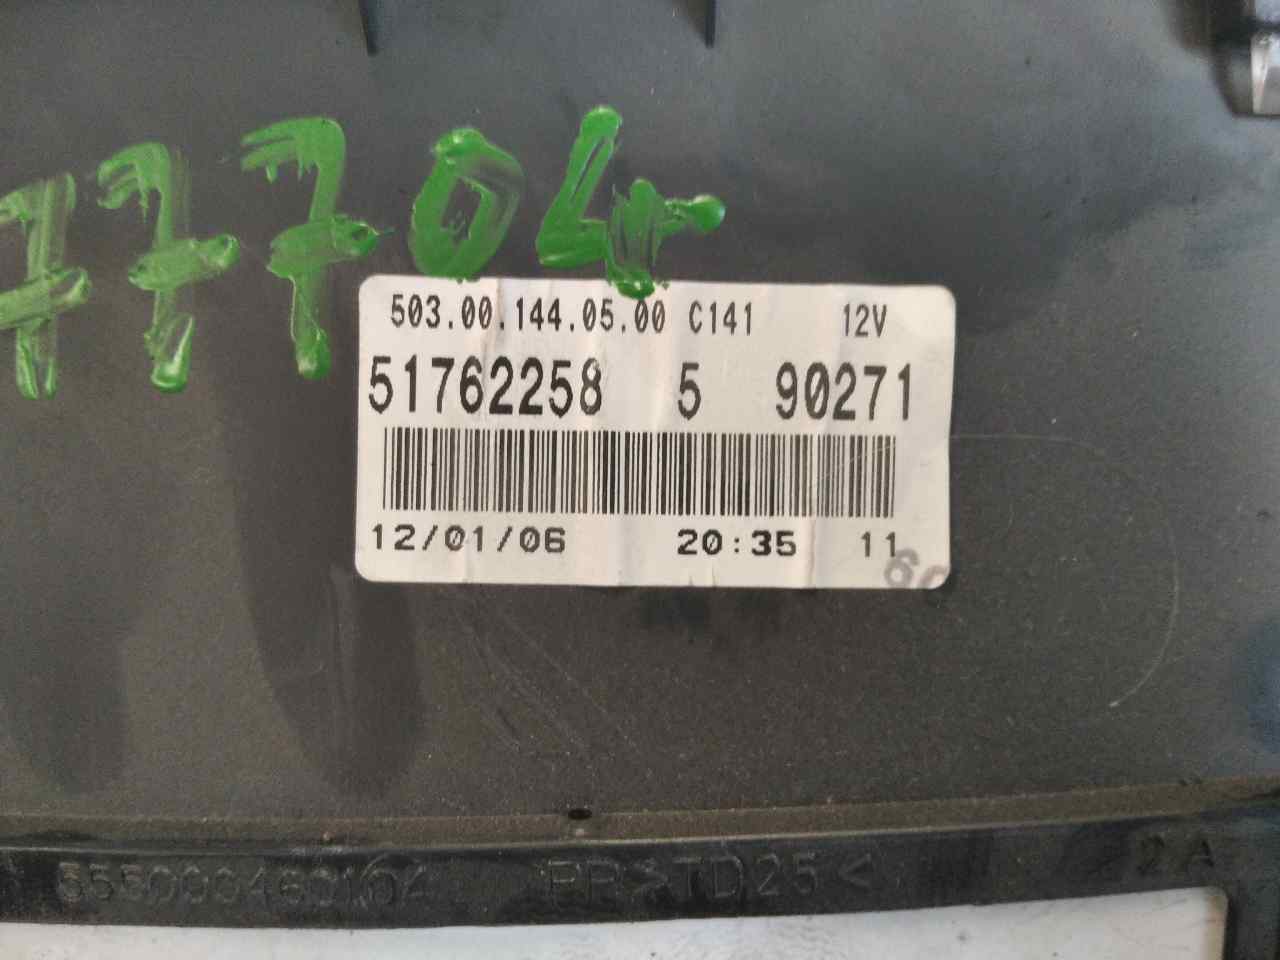 77704
503.00.144.05.00 C141 12V
51762258 5 90271
12/01/06 20:35 11
PP>TD25<
2 A